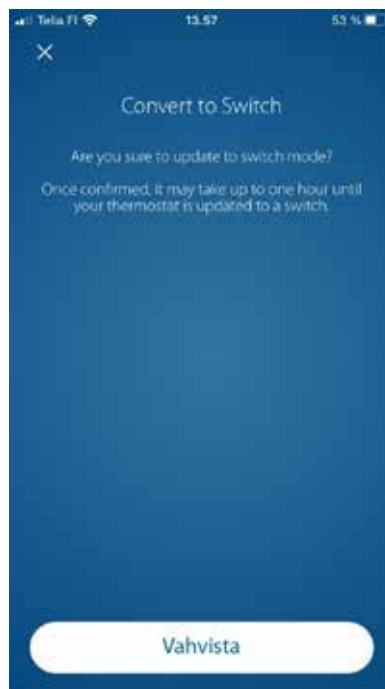 Telia FI
13.57
53 %
Convert to Switch
Are you sure to update to switch mode?
Once confirmed, it may take up to one hour until
your thermostat is updated to a switch.
Vahvista